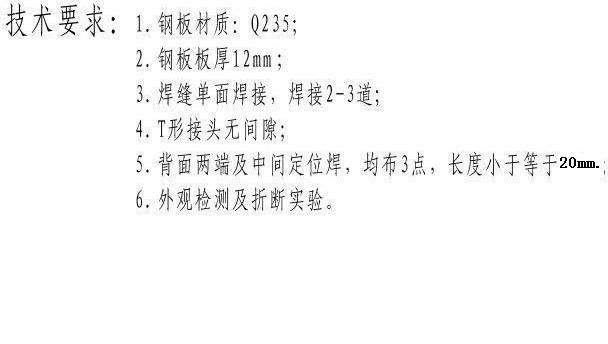 技术要求：1.钢板材质：Q235；
2.钢板板厚12mm；
3.焊缝单面焊接，焊接2-3道；
4.T形接头无间隙；
5.背面两端及中间定位焊，均布3点，长度小于等于20mm.；
6.外观检测及折断实验。